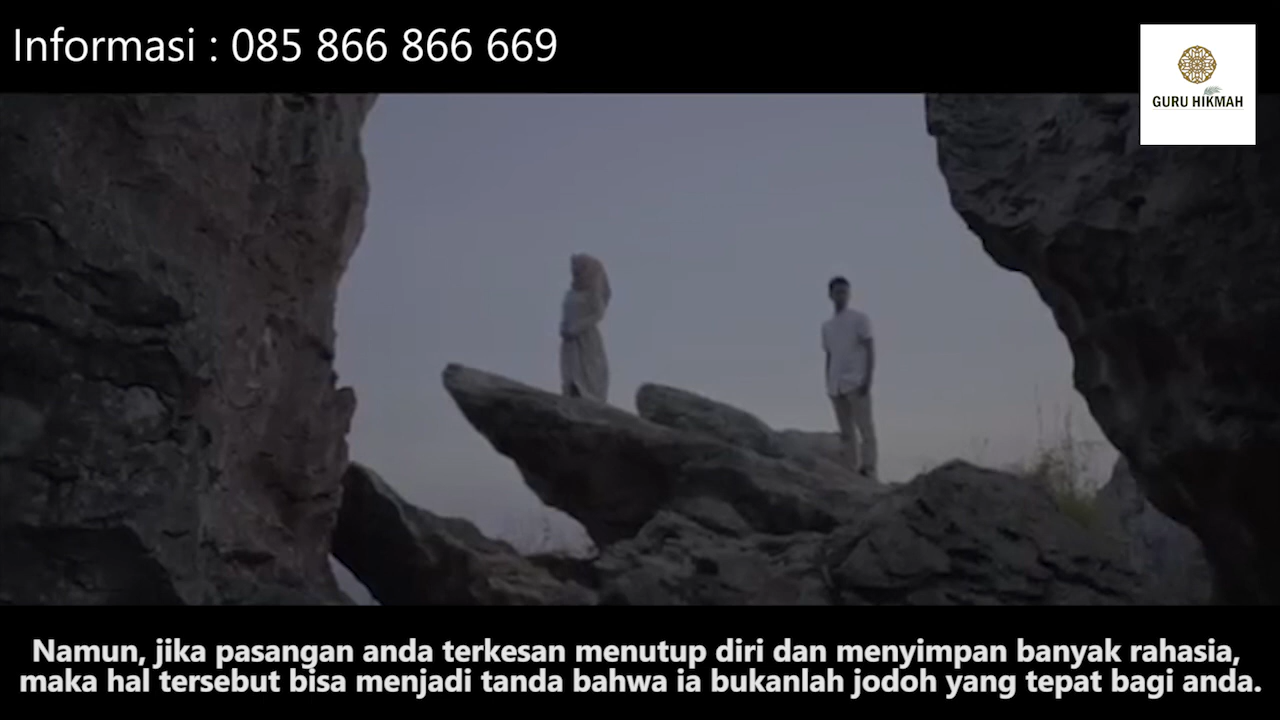 Informasi : 085 866 866 669
GURU HIKMAH
Namun, jika pasangan anda terkesan menutup diri dan menyimpan banyak rahasia,
maka hal tersebut bisa menjadi tanda bahwa ia bukanlah jodoh yang tepat bagi anda.